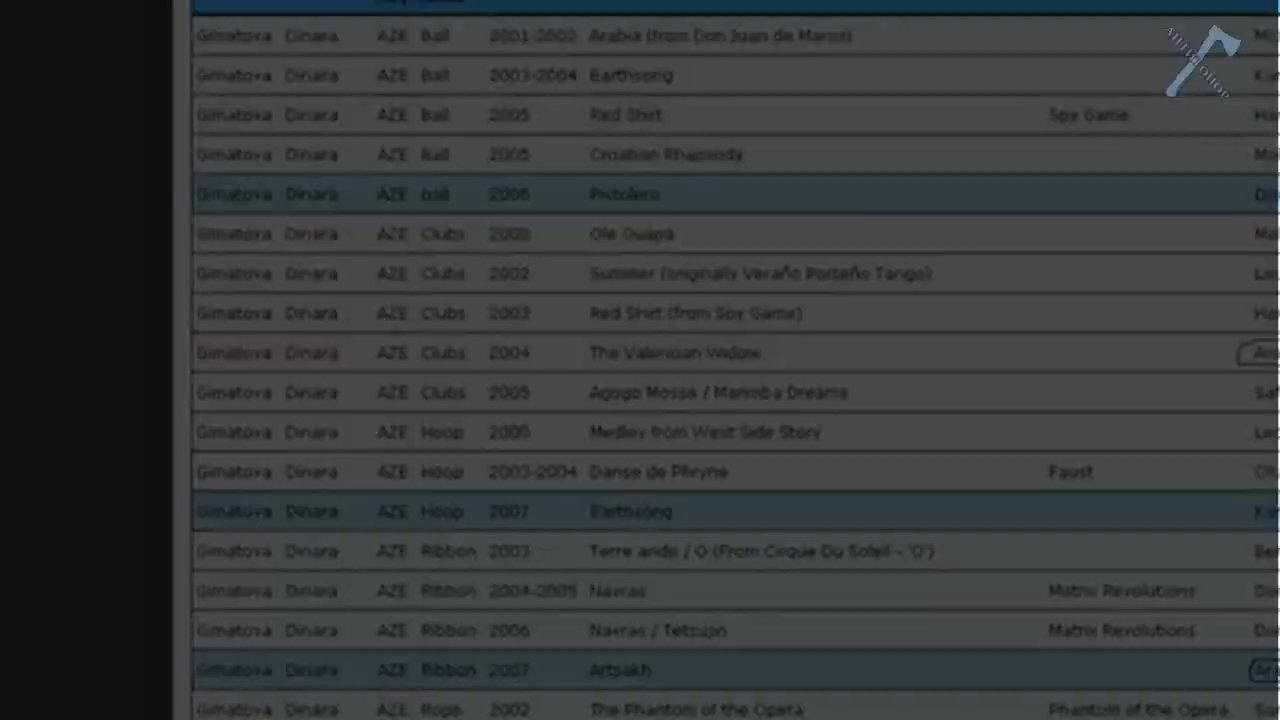 Gimatova Dinara AZE Ball 2001-2002 Arabia (from Don Juan de Marco)
Gimatova Dinara AZE Ball 2003-2004 Earthsong
Gimatova Dinara AZE Ball 2005 Red Shirt Spy Game
Gimatova Dinara AZE Ball 2005 Croatian Rhapsody
Gimatova Dinara AZE ball 2006 Pistolero
Gimatova Dinara AZE Clubs 2000 Ole Guapa
Gimatova Dinara AZE Clubs 2002 Summer (originally Veraño Porteño Tango)
Gimatova Dinara AZE Clubs 2003 Red Shirt (from Spy Game)
Gimatova Dinara AZE Clubs 2004 The Valencian Widow
Gimatova Dinara AZE Clubs 2005 Agogo Mossa / Marimba Dreams
Gimatova Dinara AZE Hoop 2000 Medley from West Side Story
Gimatova Dinara AZE Hoop 2003-2004 Danse de Phryne Faust
Gimatova Dinara AZE Hoop 2007 Earthsong
Gimatova Dinara AZE Ribbon 2003 Terre aride / O (From Cirque Du Soleil - 'O')
Gimatova Dinara AZE Ribbon 2004-2005 Navras Matrix Revolutions
Gimatova Dinara AZE Ribbon 2006 Navras / Tetsujin Matrix Revolutions
Gimatova Dinara AZE Ribbon 2007 Artsakh
Gimatova Dinara AZE Rope 2002 The Phantom of the Opera Phantom of the Opera